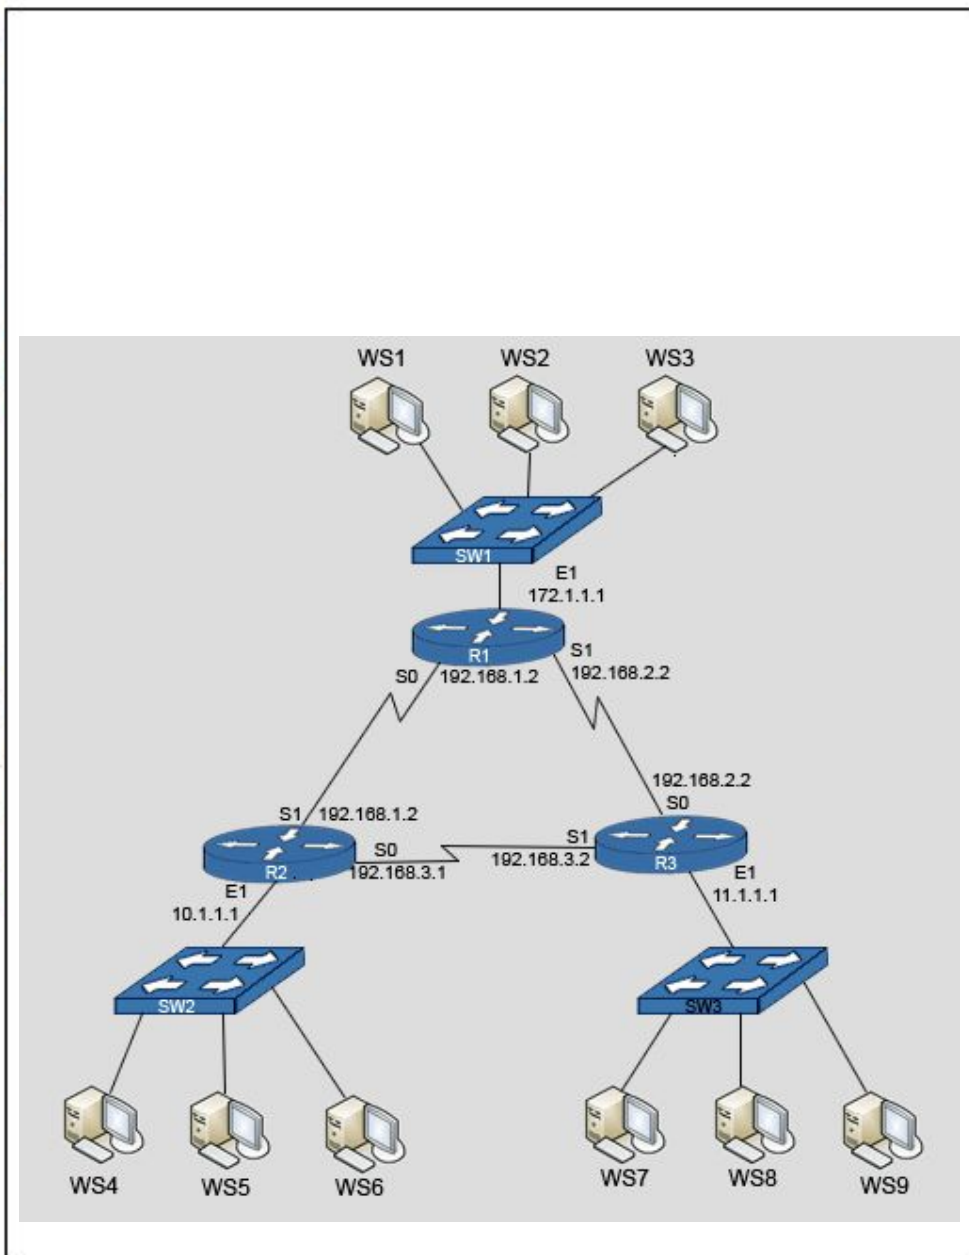 WS1 WS2 WS3
SW1
E1
172.1.1.1
R1
S1
S0 192.168.1.2 192.168.2.2
192.168.2.2
S0
S1 192.168.1.2
S1
S0
R2
R3
192.168.3.1
192.168.3.2
E1
E1
10.1.1.1
11.1.1.1
SW2
SW3
WS4 WS5 WS6
WS7 WS8 WS9